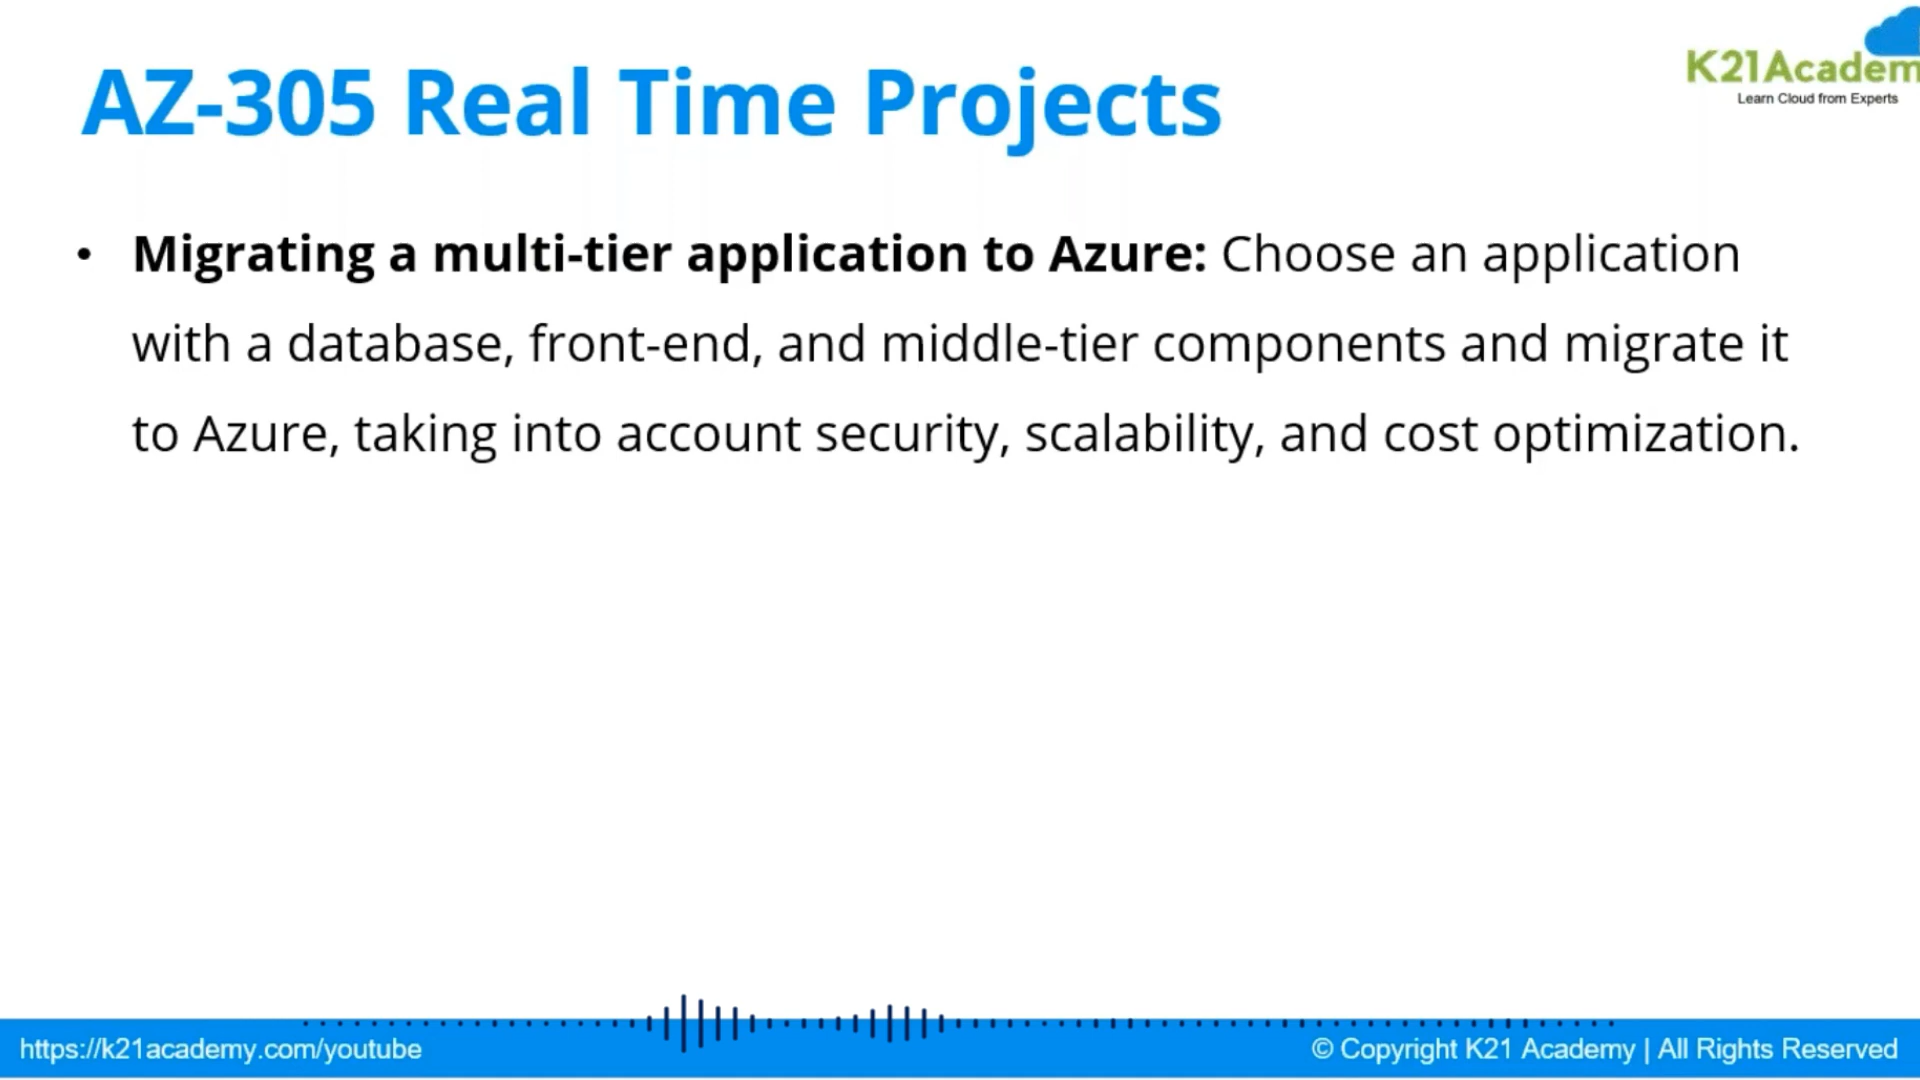 AZ-305 Real Time Projects
K21Academ
Learn Cloud from Experts
• Migrating a multi-tier application to Azure: Choose an application
with a database, front-end, and middle-tier components and migrate it
to Azure, taking into account security, scalability, and cost optimization.
https://k21academy.com/youtube
© Copyright K21 Academy | All Rights Reserved